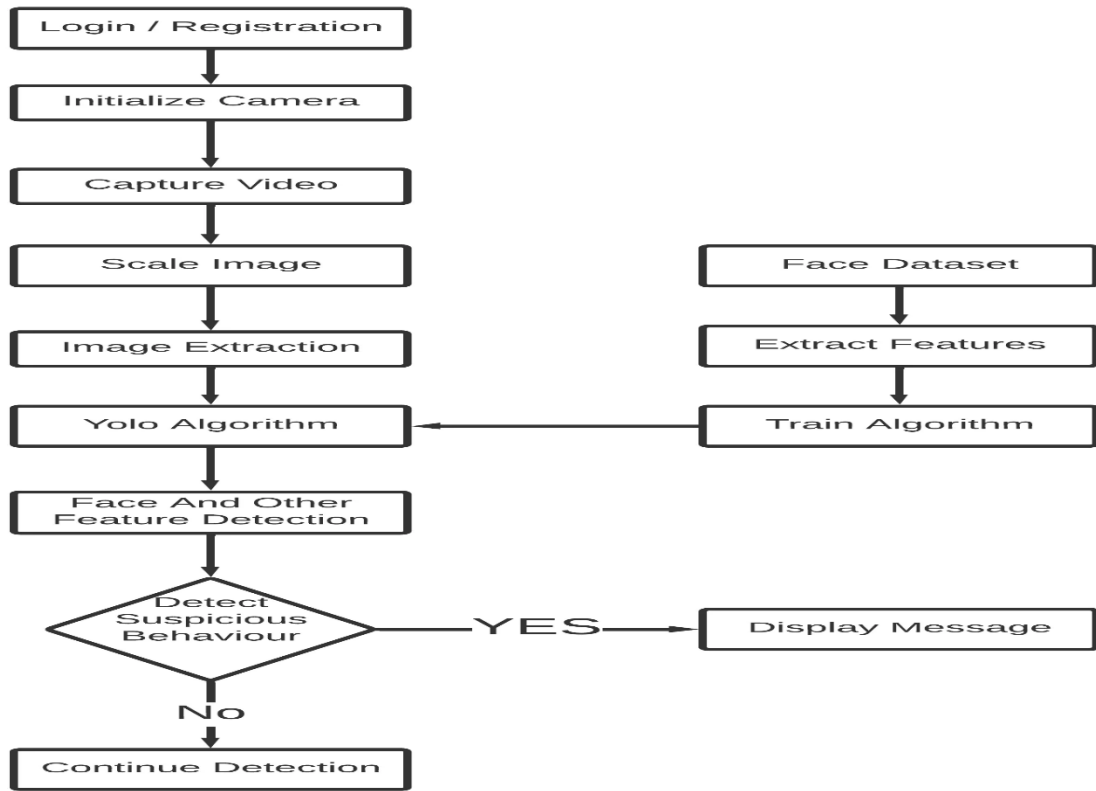 Login / Registration
Initialize Camera
Capture Video
Scale Image
Face Dataset
Image Extraction
Extract Features
Yolo Algorithm
Train Algorithm
Face And Other
Feature Detection
Detect
Suspicious
Behaviour
YES
Display Message
No
Continue Detection